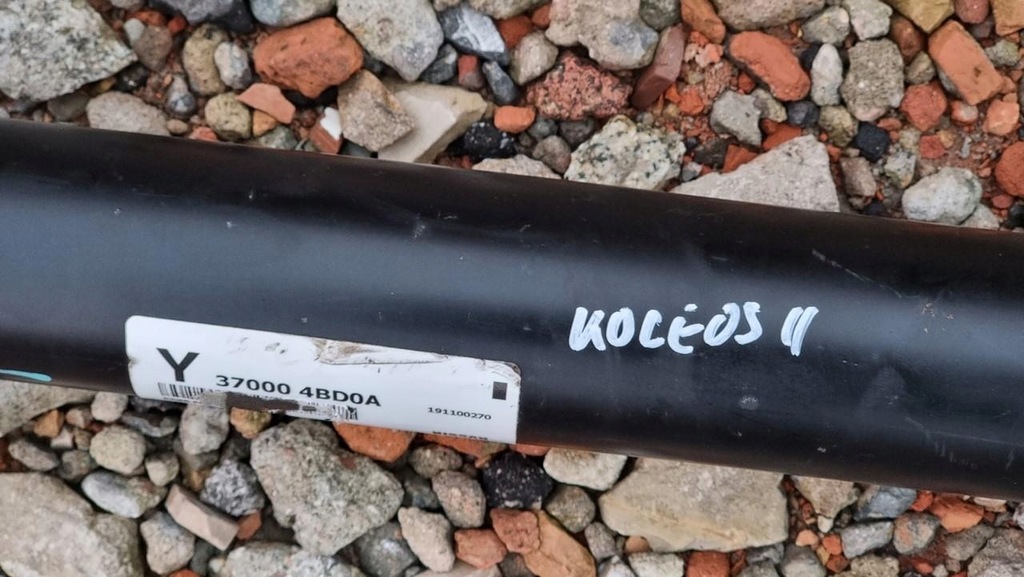 Y
37000 4BD0A
191100270
KOLEOS II